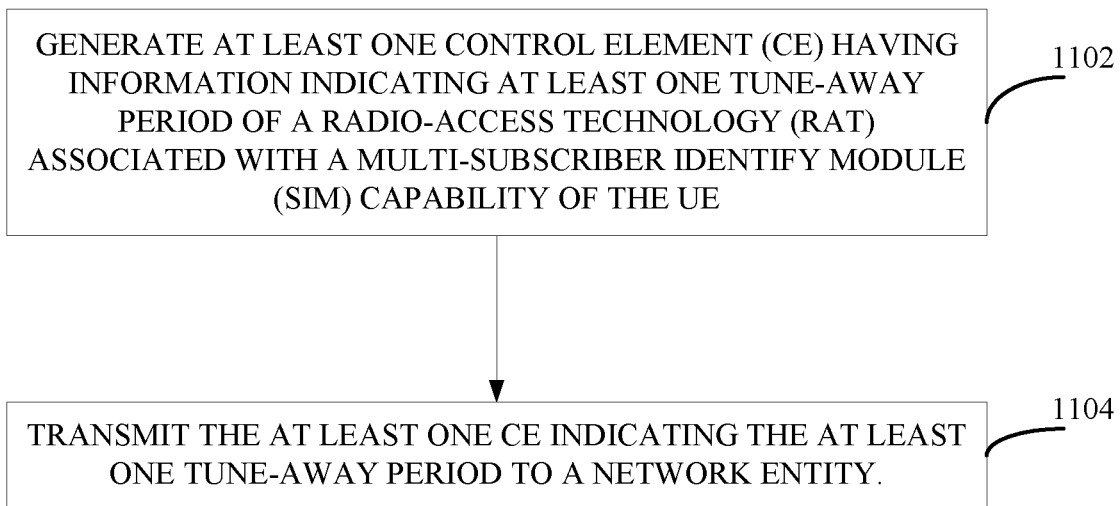 GENERATE AT LEAST ONE CONTROL ELEMENT (CE) HAVING
INFORMATION INDICATING AT LEAST ONE TUNE-AWAY
PERIOD OF A RADIO-ACCESS TECHNOLOGY (RAT)
ASSOCIATED WITH A MULTI-SUBSCRIBER IDENTIFY MODULE
(SIM) CAPABILITY OF THE UE
1102
TRANSMIT THE AT LEAST ONE CE INDICATING THE AT LEAST
ONE TUNE-AWAY PERIOD TO A NETWORK ENTITY.
1104